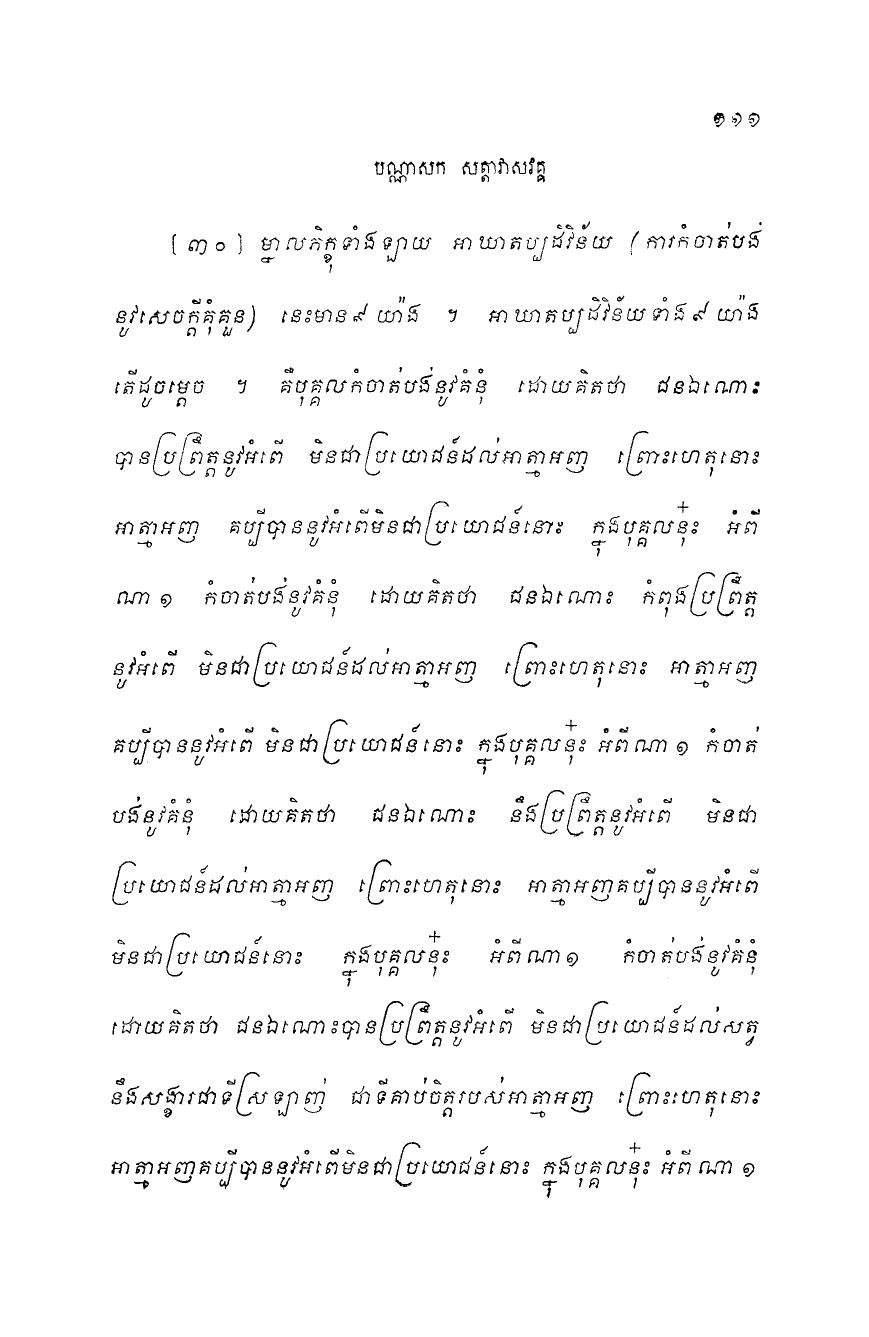 ១១១
បណ្ណាសក សត្តាវាសវគ្គ
(៣០) ម្នាលភិក្ខុទាំងឡាយ អាឃាតប្បដិវិន័យ (ការកំចាត់បង់
នូវសេចក្តីគុំគួន) នេះមាន៩យ៉ាង ។ អាឃាតប្បដិវិន័យទាំង៩យ៉ាង
តើដូចម្តេច ។ គឺបុគ្គលកំចាត់បង់នូវគំនុំ ដោយគិតថា ជនឯណោះ
បានប្រព្រឹត្តនូវអំពើ មិនជាប្រយោជន៍ដល់អាត្មាអញ ព្រោះហេតុនោះ
អាត្មាអញ គប្បីបាននូវអំពើមិនជាប្រយោជន៍នោះ ក្នុងបុគ្គលនុ៎ះ អំពី
ណា១ កំចាត់បង់នូវគំនុំ ដោយគិតថា ជនឯណោះ កំពុងប្រព្រឹត្ត
នូវអំពើ មិនជាប្រយោជន៍ដល់អាត្មាអញ ព្រោះហេតុនោះ អាត្មាអញ
គប្បីបាននូវអំពើ មិនជាប្រយោជន៍នោះ ក្នុងបុគ្គលនុ៎ះ អំពីណា១ កំចាត់
បង់នូវគំនុំ ដោយគិតថា ជនឯណោះ នឹងប្រព្រឹត្តនូវអំពើ មិនជា
ប្រយោជន៍ដល់អាត្មាអញ ព្រោះហេតុនោះ អាត្មាអញគប្បីបាននូវអំពើ
មិនជាប្រយោជន៍នោះ ក្នុងបុគ្គលនុ៎ះ អំពីណា១ កំចាត់បង់នូវគំនុំ
ដោយគិតថា ជនឯណោះបានប្រព្រឹត្តនូវអំពើ មិនជាប្រយោជន៍ដល់សត្វ
នឹងសង្ខារជាទីស្រឡាញ់ ជាទីគាប់ចិត្តរបស់អាត្មាអញ ព្រោះហេតុនោះ
អាត្មាអញគប្បីបាននូវអំពើមិនជាប្រយោជន៍នោះ ក្នុងបុគ្គលនុ៎ះ អំពីណា១